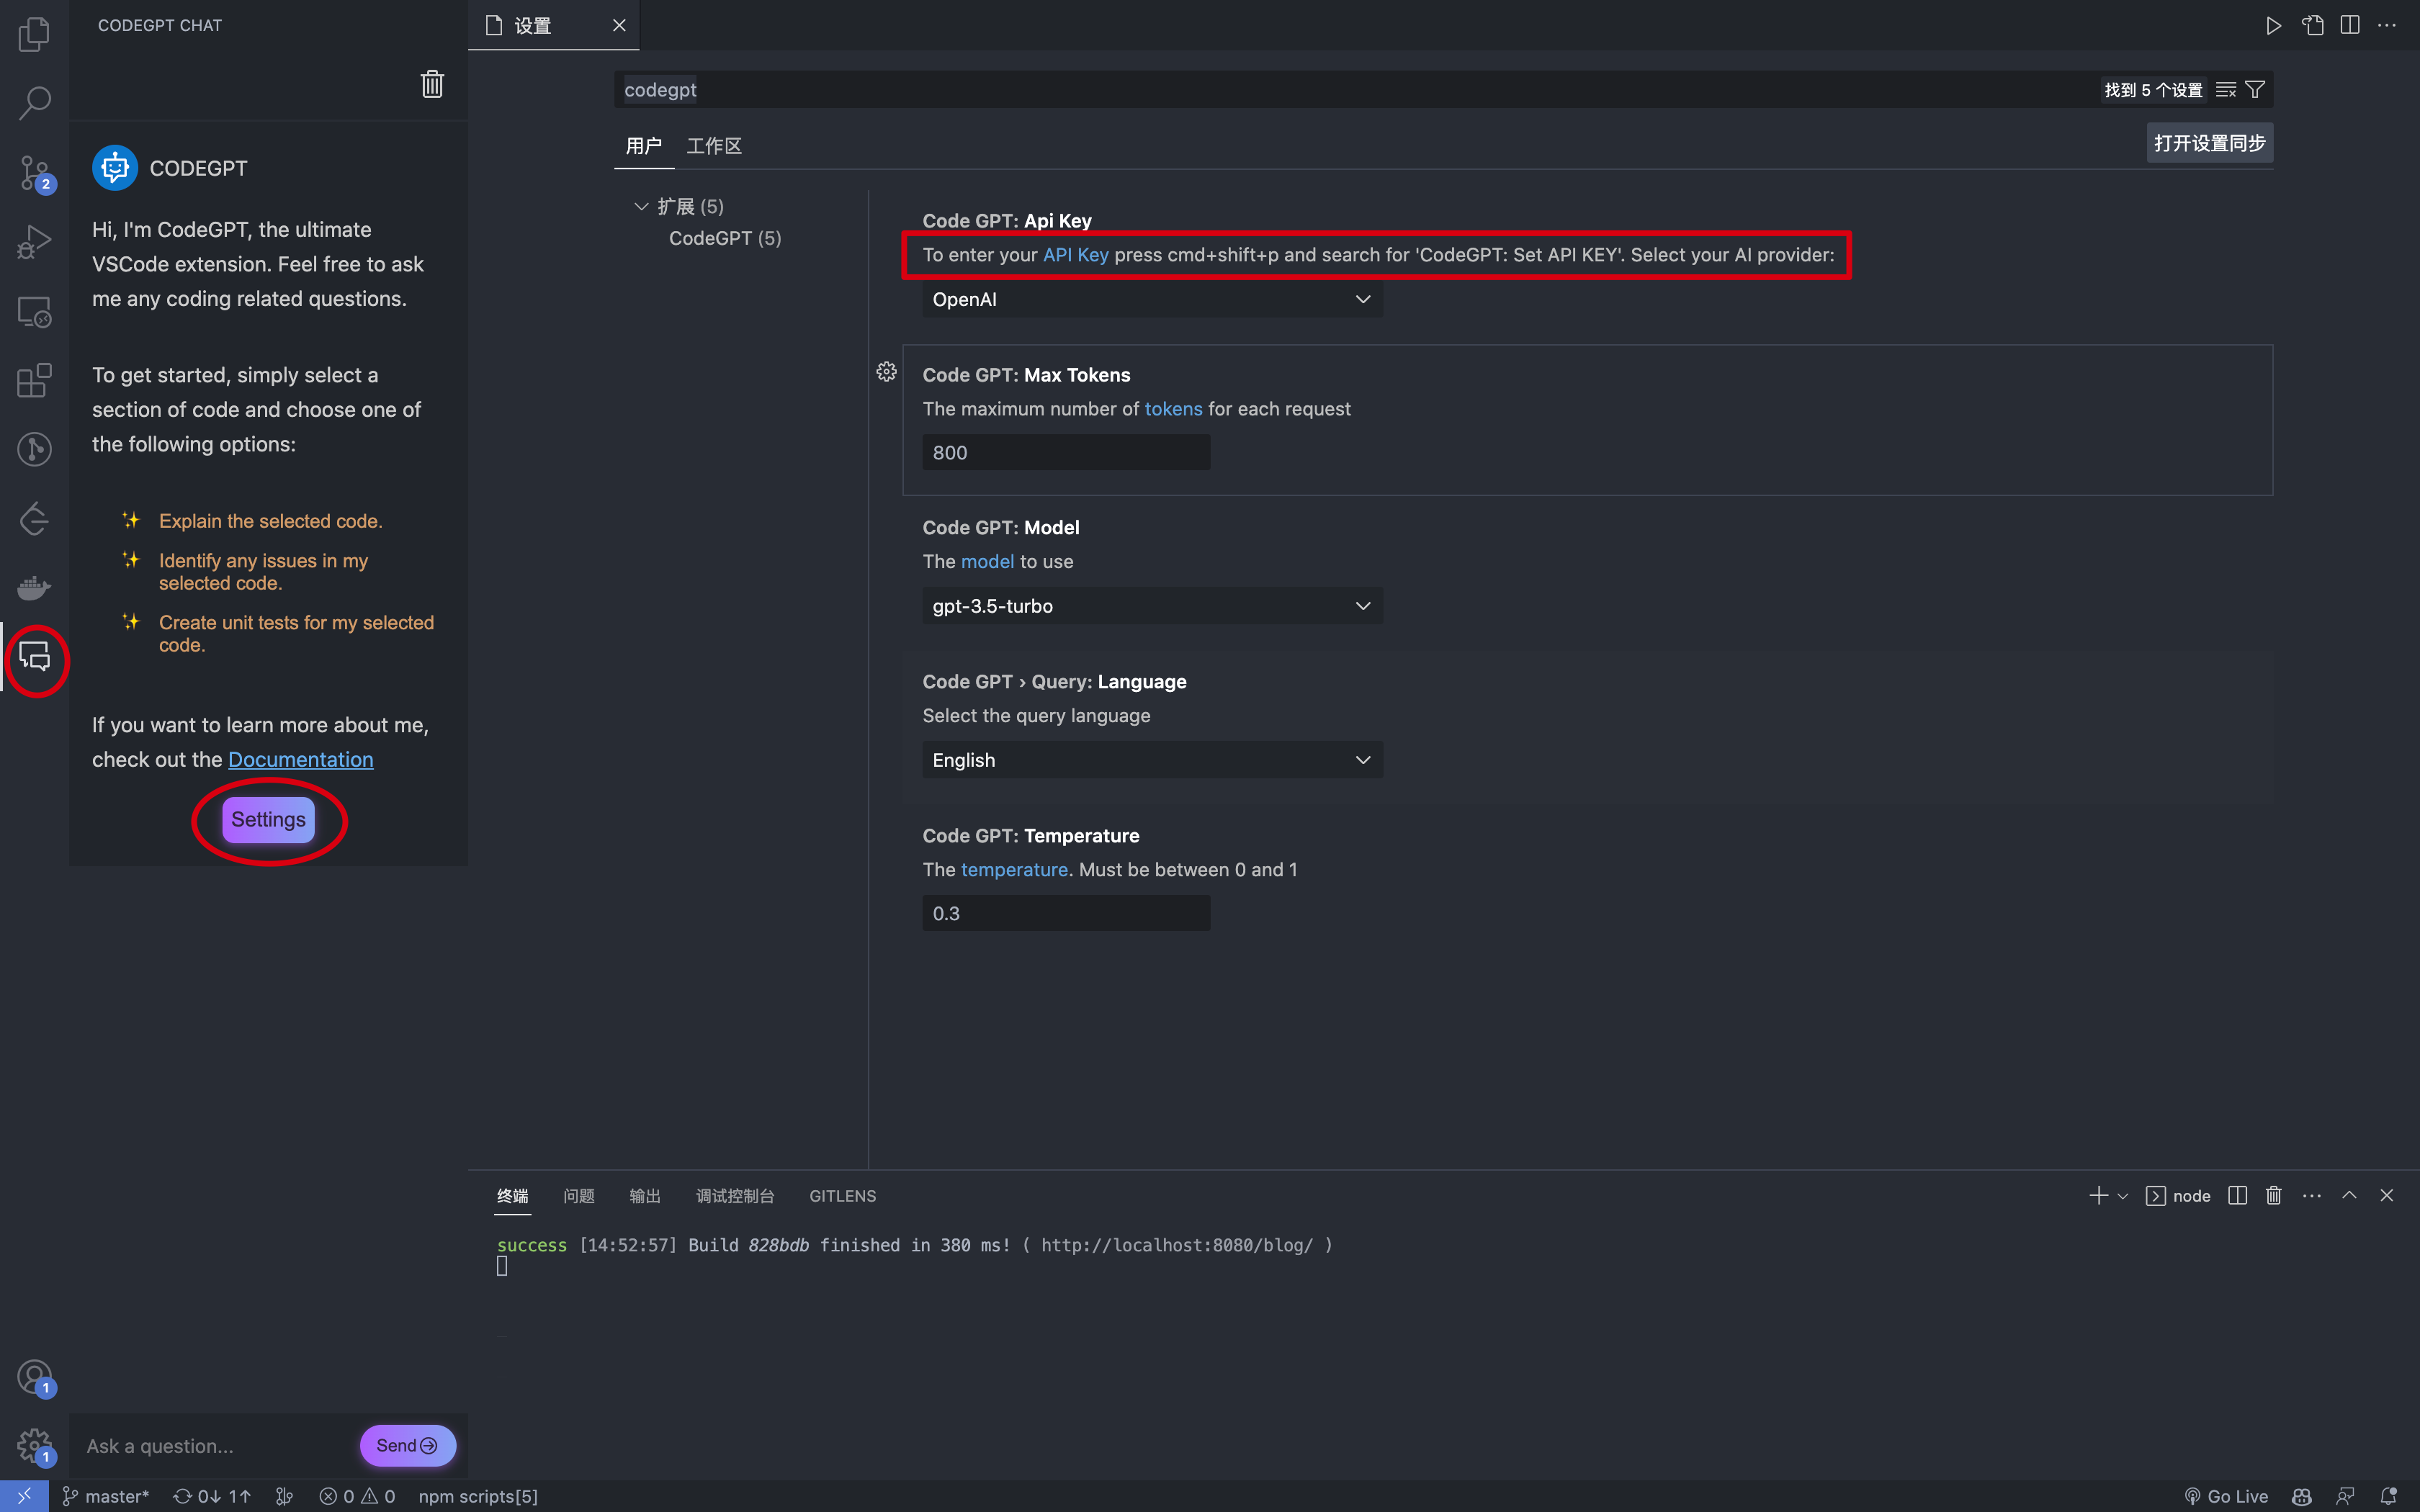 CODEGPT CHAT
设置
codegpt
找到 5 个设置
用户
工作区
打开设置同步
扩展 (5)
CodeGPT (5)
CODEGPT
Hi, I'm CodeGPT, the ultimate
VSCode extension. Feel free to ask
me any coding related questions.
To get started, simply select a
section of code and choose one of
the following options:
Explain the selected code.
Identify any issues in my
selected code.
Create unit tests for my selected
code.
If you want to learn more about me,
check out the Documentation
Settings
Code GPT: Api Key
To enter your API Key press cmd+shift+p and search for 'CodeGPT: Set API KEY'. Select your AI provider:
OpenAI
Code GPT: Max Tokens
The maximum number of tokens for each request
800
Code GPT: Model
The model to use
gpt-3.5-turbo
Code GPT › Query: Language
Select the query language
English
Code GPT: Temperature
The temperature. Must be between 0 and 1
0.3
终端
问题
输出
调试控制台
GITLENS
node
success [14:52:57] Build 828bdb finished in 380 ms! ( http://localhost:8080/blog/ )
2
1
1
Ask a question...
Send
master*
0↓ 1↑
0
0
npm scripts[5]
Go Live